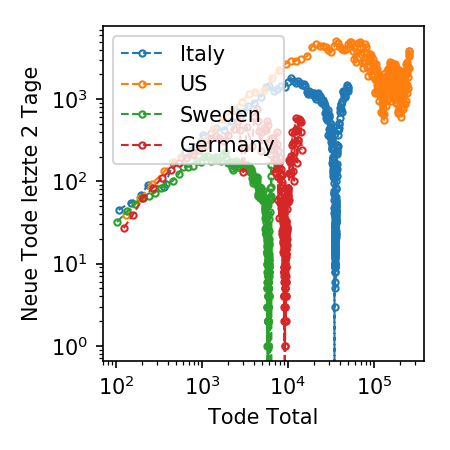 Italy
US
Sweden
Germany
10³
10²
10¹
10⁰
Neue Tode letzte 2 Tage
10² 10³ 10⁴ 10⁵
Tode Total